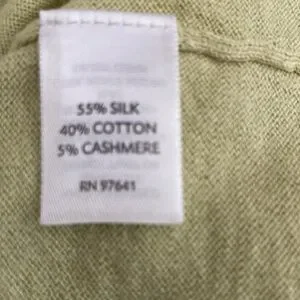 55% SILK
40% COTTON
5% CASHMERE
RN 97641